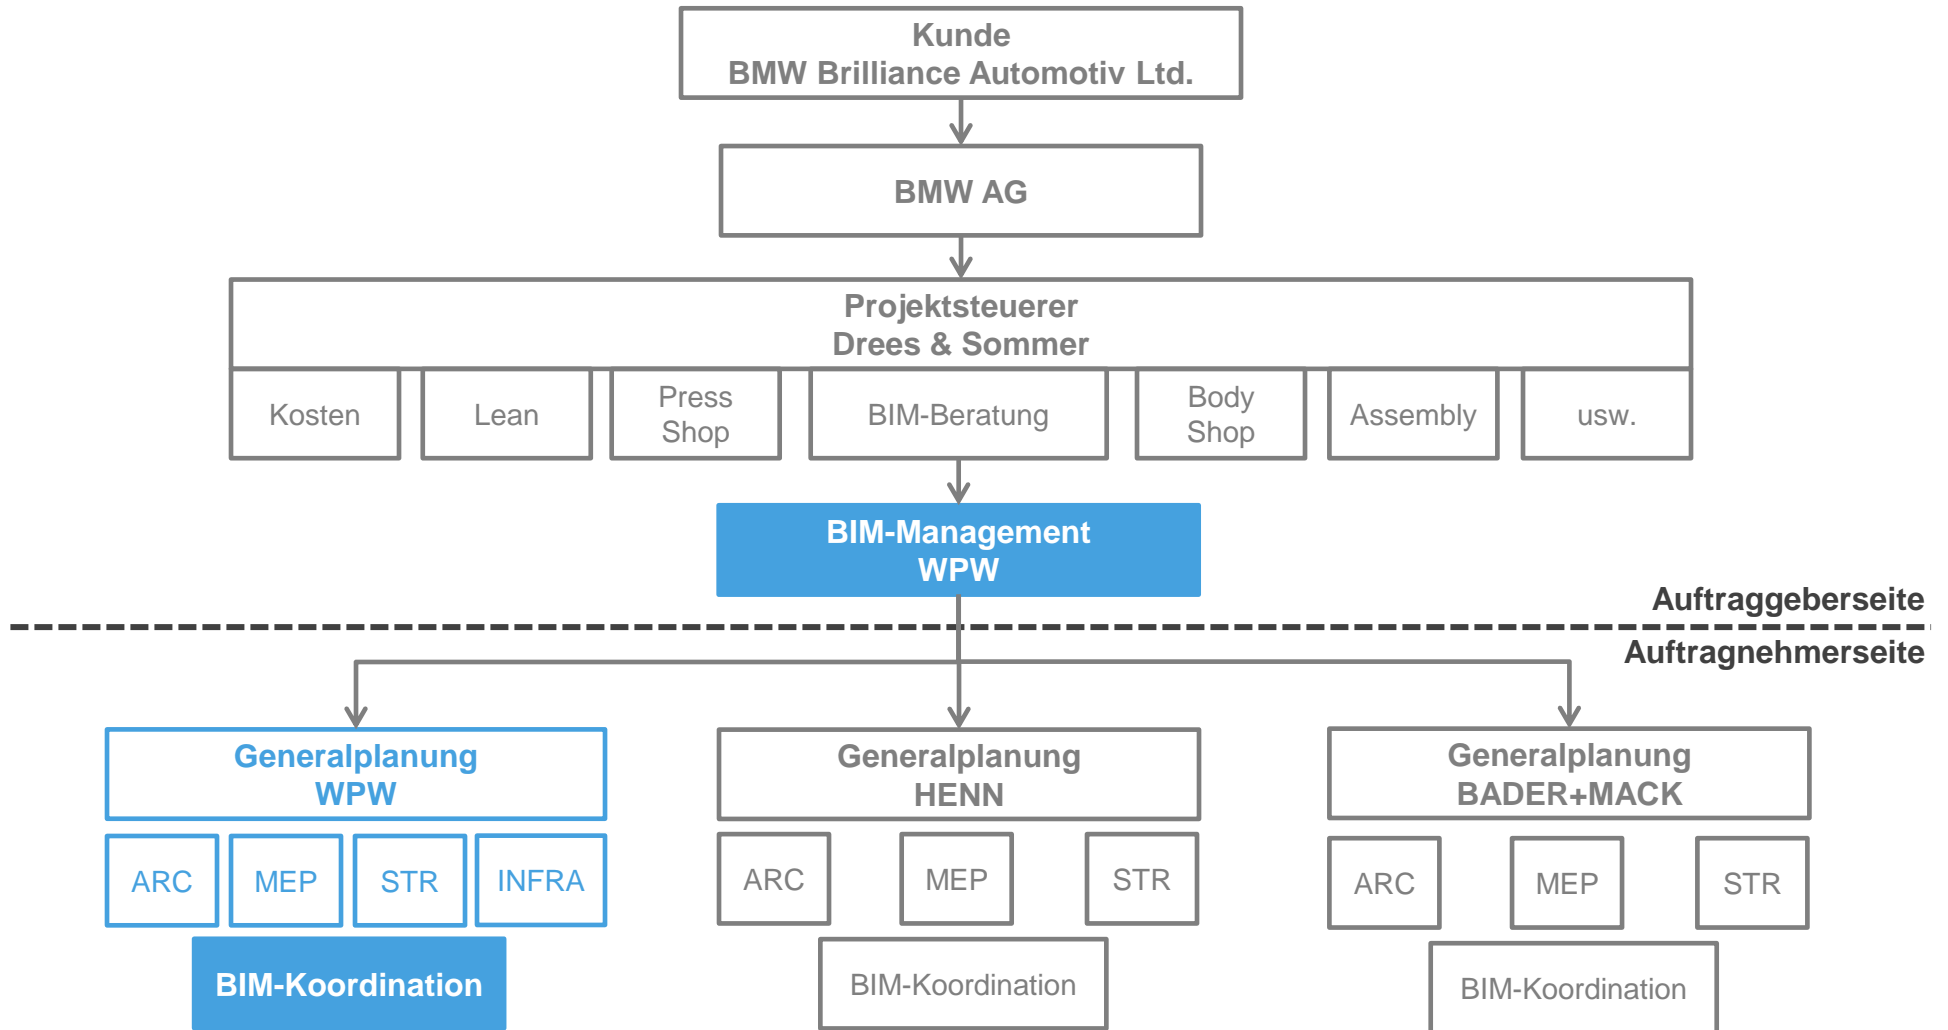 Kunde
BMW Brilliance Automotiv Ltd.
BMW AG
Projektsteuerer
Drees & Sommer
Kosten
Lean
Press
Shop
BIM-Beratung
Body
Shop
Assembly
usw.
BIM-Management
WPW
Auftraggeberseite
Auftragnehmerseite
Generalplanung
WPW
ARC
MEP
STR
INFRA
BIM-Koordination
Generalplanung
HENN
ARC
MEP
STR
BIM-Koordination
Generalplanung
BADER+MACK
ARC
MEP
STR
BIM-Koordination